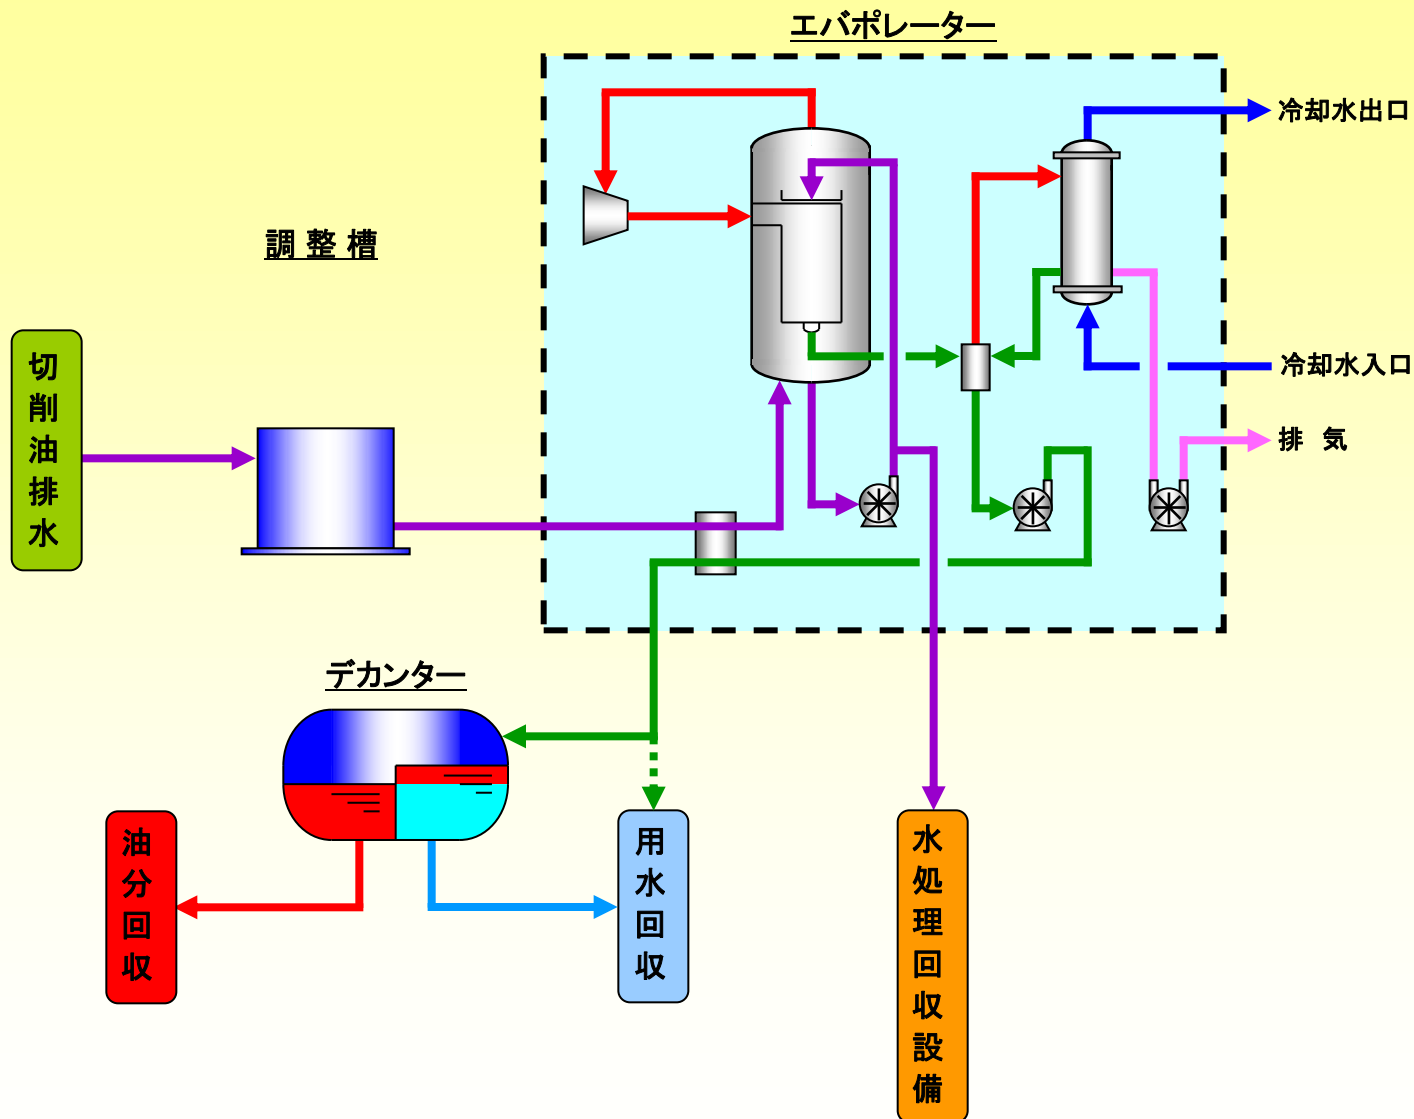 エバポレーター
冷却水出口
調整槽
切削油排水
冷却水入口
排気
デカンター
油分回収
用水回収
水処理回収設備